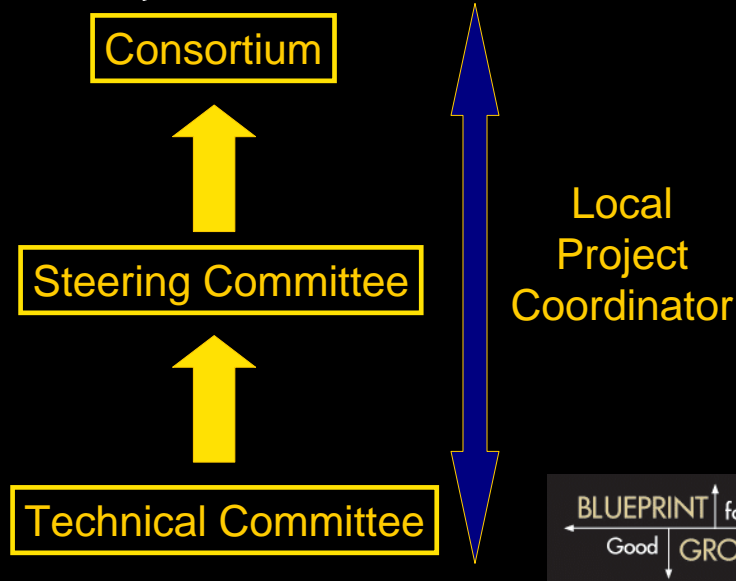 Consortium
Steering Committee
Local
Project
Coordinator
Technical Committee
BLUEPRINT
Good